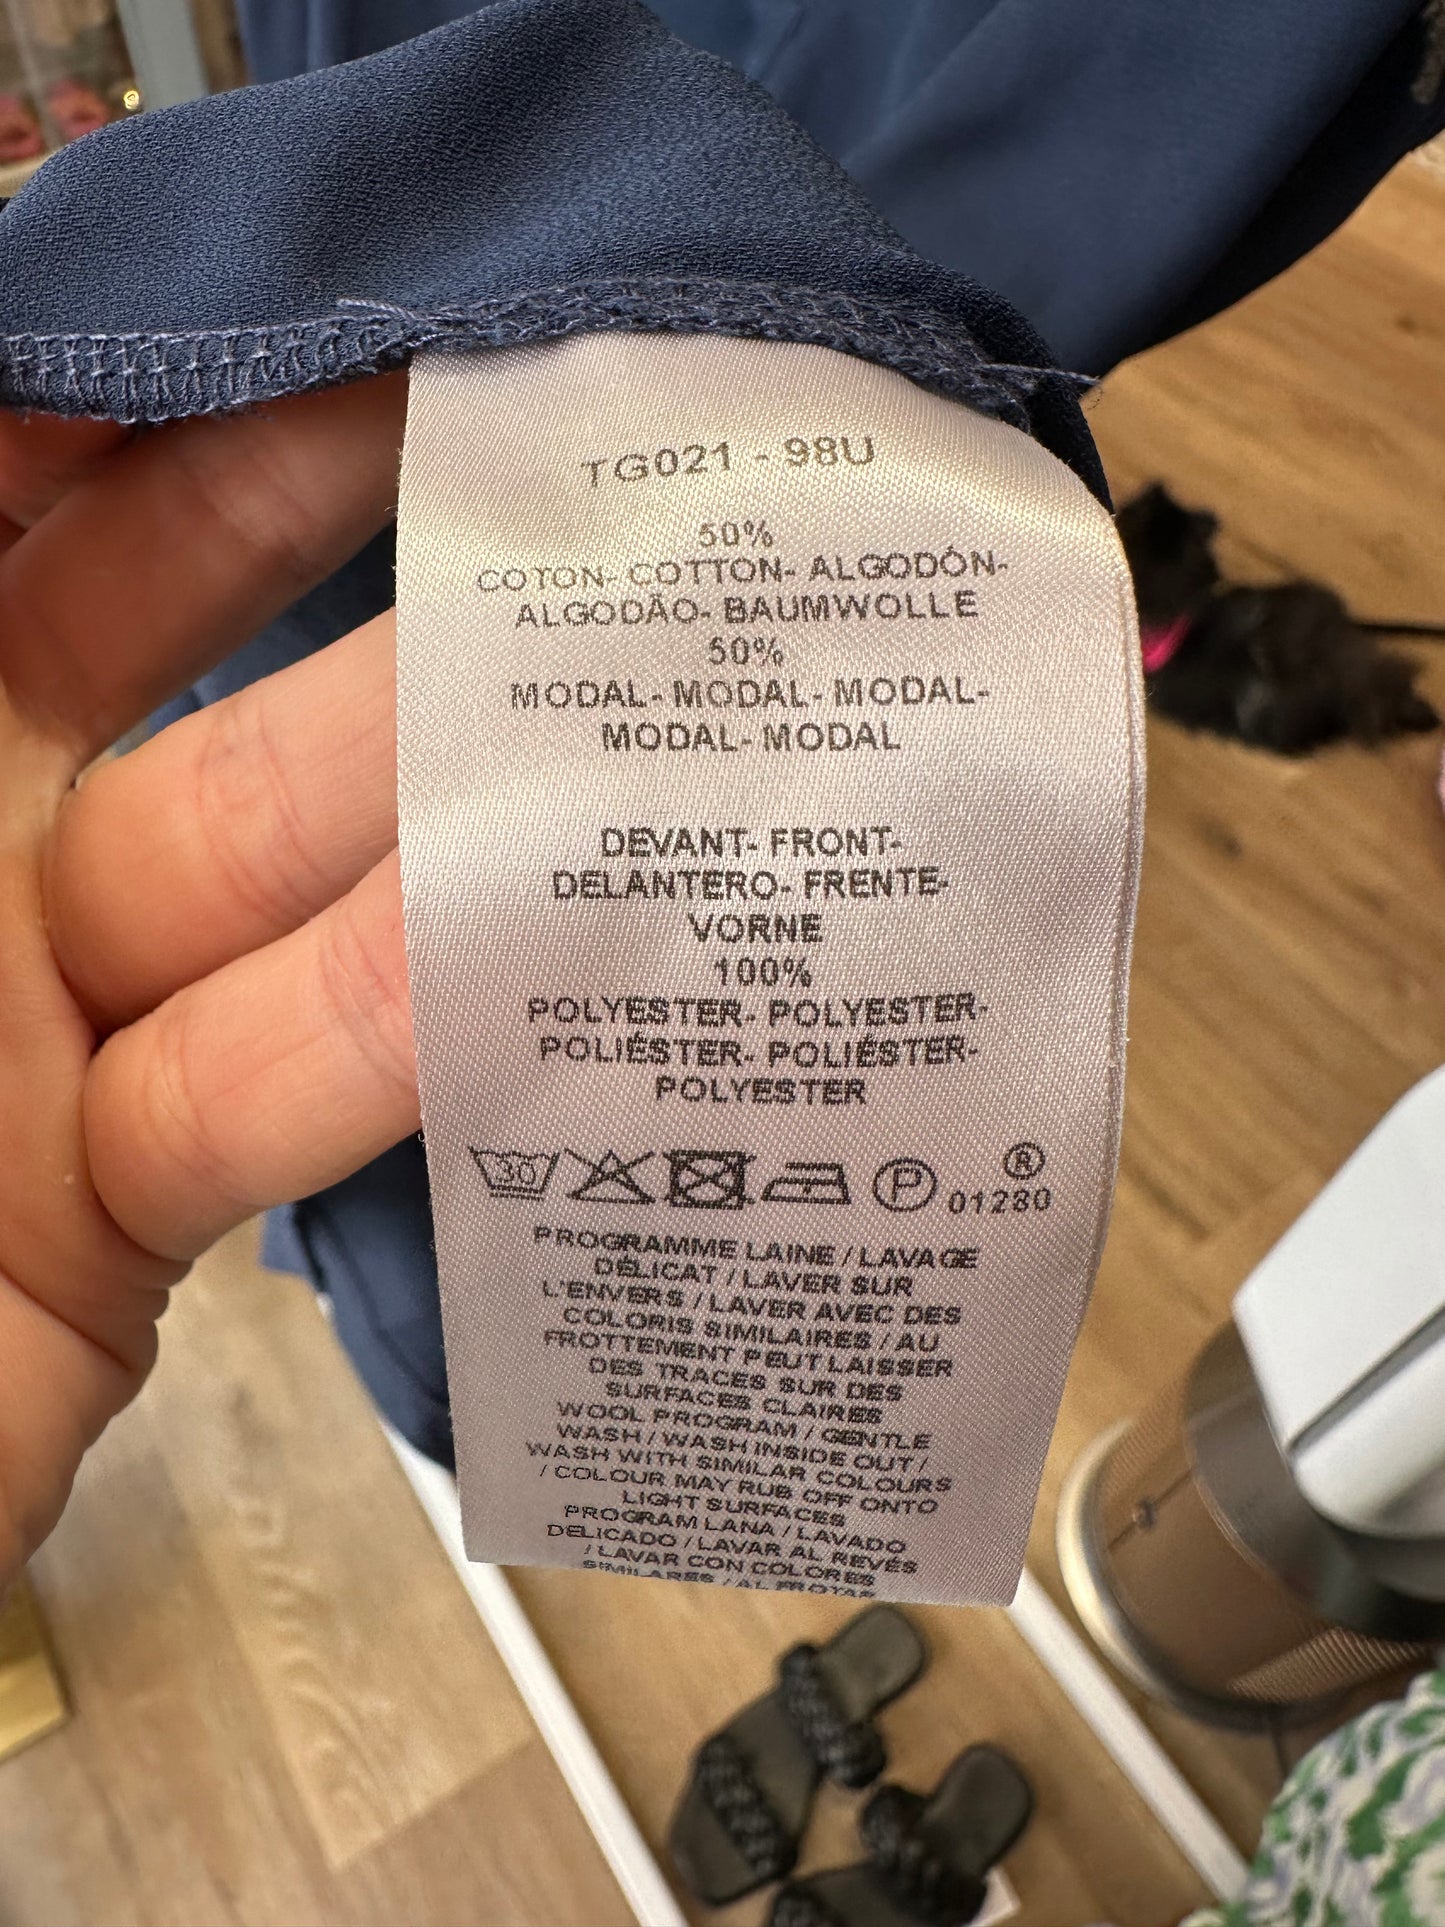 TG021 - 98U
50%
COTON- COTTON- ALGODÓN-
ALGODÃO- BAUMWOLLE
50%
MODAL- MODAL- MODAL-
MODAL- MODAL
DEVANT- FRONT-
DELANTERO- FRENTE-
VORNE
100%
POLYESTER- POLYESTER-
POLIÉSTER- POLIÉSTER-
POLYESTER
30 P ® 01280
PROGRAMME LAINE / LAVAGE
DÉLICAT / LAVER SUR
L'ENVERS / LAVER AVEC DES
COLORIS SIMILAIRES / AU
FROTTEMENT PEUT LAISSER
DES TRACES SUR DES
SURFACES CLAIRES
WOOL PROGRAM / GENTLE
WASH / WASH INSIDE OUT /
WASH WITH SIMILAR COLOURS
/ COLOUR MAY RUB OFF ONTO
LIGHT SURFACES
PROGRAM LANA / LAVADO
DELICADO / LAVAR AL REVÉS
/ LAVAR CON COLORES
SIMILARES / AL FROTAR